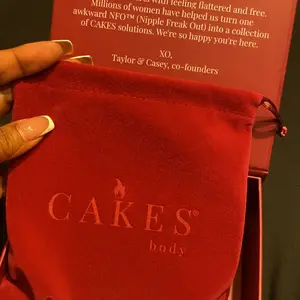 with feeling flattered and free.
Millions of women have helped us turn one
awkward NFO™ (Nipple Freak Out) into a collection
of CAKES solutions. We're so happy you're here.
XO,
Taylor & Casey, co-founders
CAKES®
body